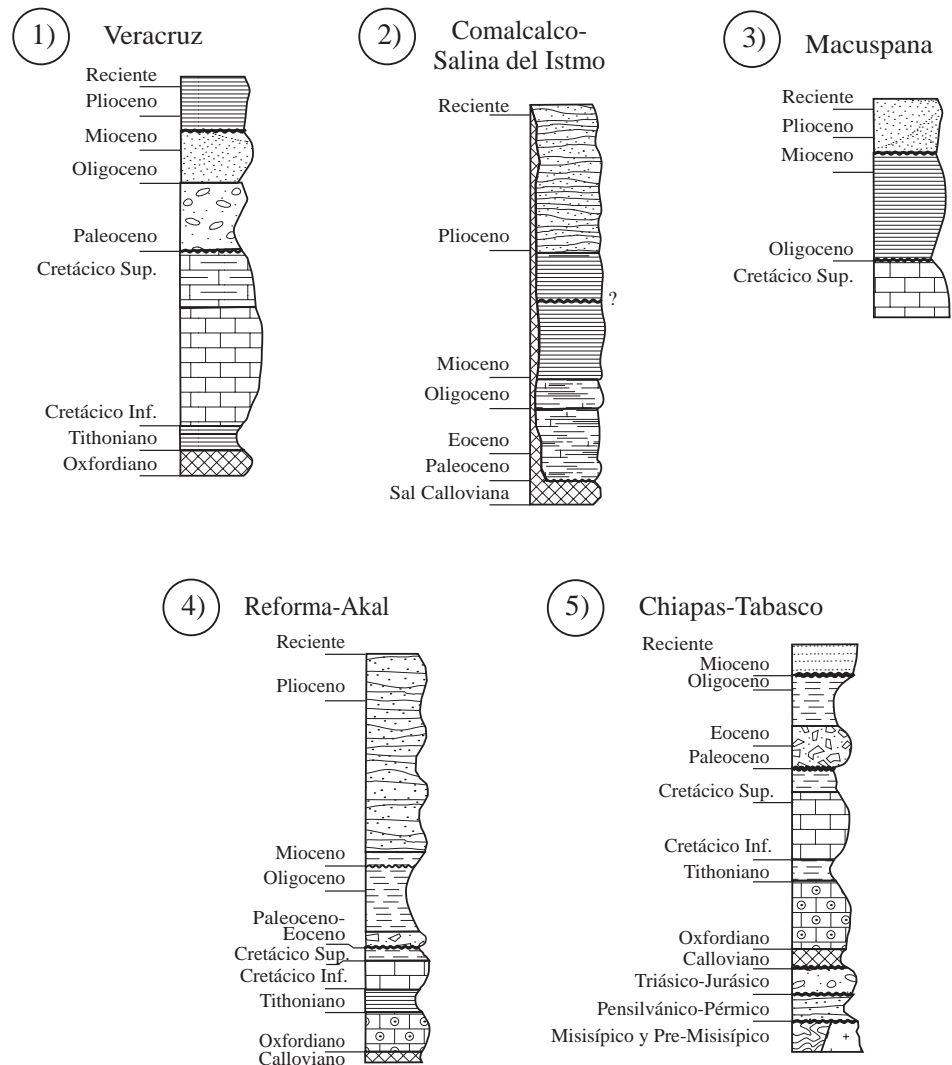 1)
Veracruz
Reciente
Plioceno
Mioceno
Oligoceno
Paleoceno
Cretácico Sup.
Cretácico Inf.
Tithoniano
Oxfordiano
2)
Comalcalco-
Salina del Istmo
Reciente
Plioceno
?
Mioceno
Oligoceno
Eoceno
Paleoceno
Sal Calloviana
3)
Macuspana
Reciente
Plioceno
Mioceno
Oligoceno
Cretácico Sup.
4)
Reforma-Akal
Reciente
Plioceno
Mioceno
Oligoceno
Paleoceno-
Eoceno
Cretácico Sup.
Cretácico Inf.
Tithoniano
Oxfordiano
Calloviano
5)
Chiapas-Tabasco
Reciente
Mioceno
Oligoceno
Eoceno
Paleoceno
Cretácico Sup.
Cretácico Inf.
Tithoniano
Oxfordiano
Calloviano
Triásico-Jurásico
Pensilvánico-Pérmico
Misisípico y Pre-Misisípico
+